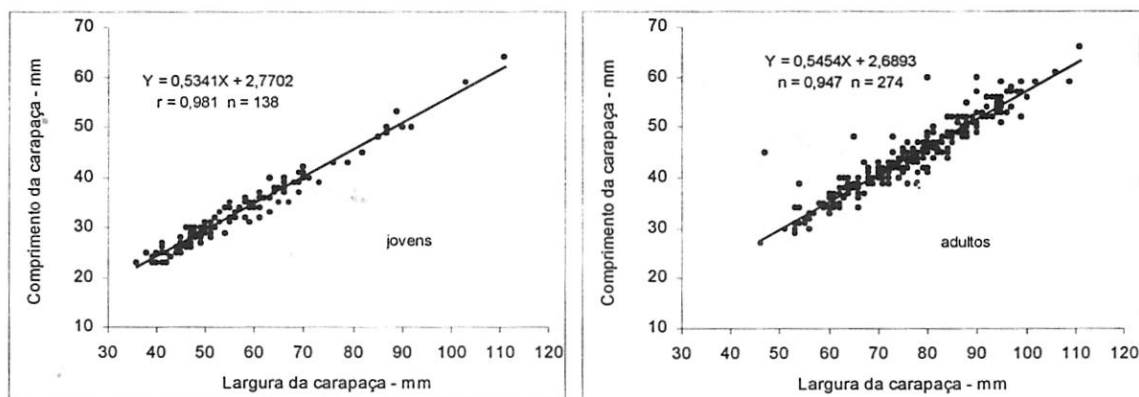 70
60
50
40
30
20
10
Comprimento da carapaça - mm
Y = 0,5341X + 2,7702
r = 0,981 n = 138
jovens
30 40 50 60 70 80 90 100 110 120
Largura da carapaça - mm
70
60
50
40
30
20
10
Comprimento da carapaça - mm
Y = 0,5454X + 2,6893
n = 0,947 n = 274
adultos
30 40 50 60 70 80 90 100 110 120
Largura da carapaça - mm